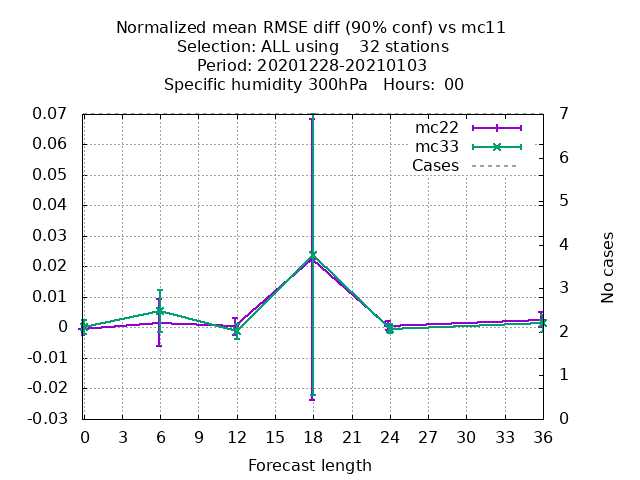 Normalized mean RMSE diff (90% conf) vs mc11
Selection: ALL using    32 stations
Period: 20201228-20210103
Specific humidity 300hPa   Hours:  00
0.07
0.06
0.05
0.04
0.03
0.02
0.01
0
-0.01
-0.02
-0.03
mc22
mc33
Cases
7
6
5
4
3
2
1
0
No cases
0 3 6 9 12 15 18 21 24 27 30 33 36
Forecast length